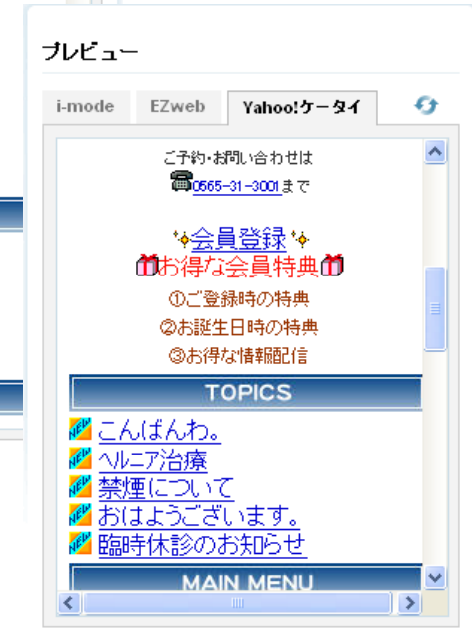 プレビュー
i-mode EZweb Yahoo!ケータイ
ご予約・お問い合わせは
0565-31-3001まで
会員登録
お得な会員特典
①ご登録時の特典
②お誕生日時の特典
③お得な情報配信
TOPICS
NEW こんばんわ。
NEW ヘルニア治療
NEW 禁煙について
NEW おはようございます。
NEW 臨時休診のお知らせ
MAIN MENU